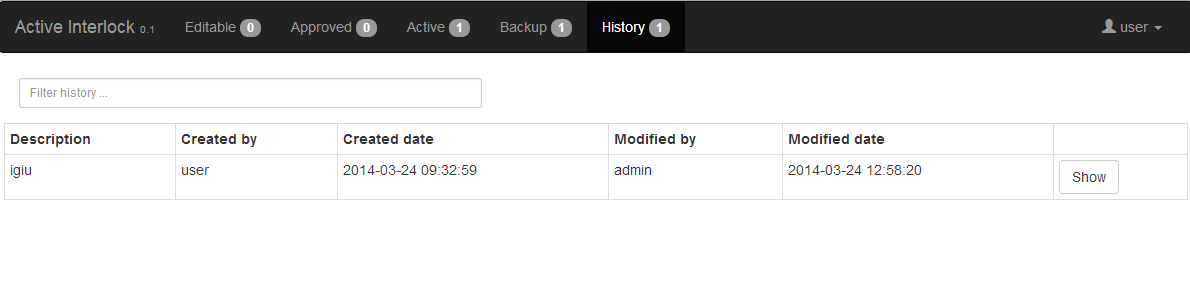 Active Interlock 0.1 Editable 0 Approved 0 Active 1 Backup 1 History 1 user
Filter history ...
Description Created by Created date Modified by Modified date
igiu user 2014-03-24 09:32:59 admin 2014-03-24 12:58:20 Show